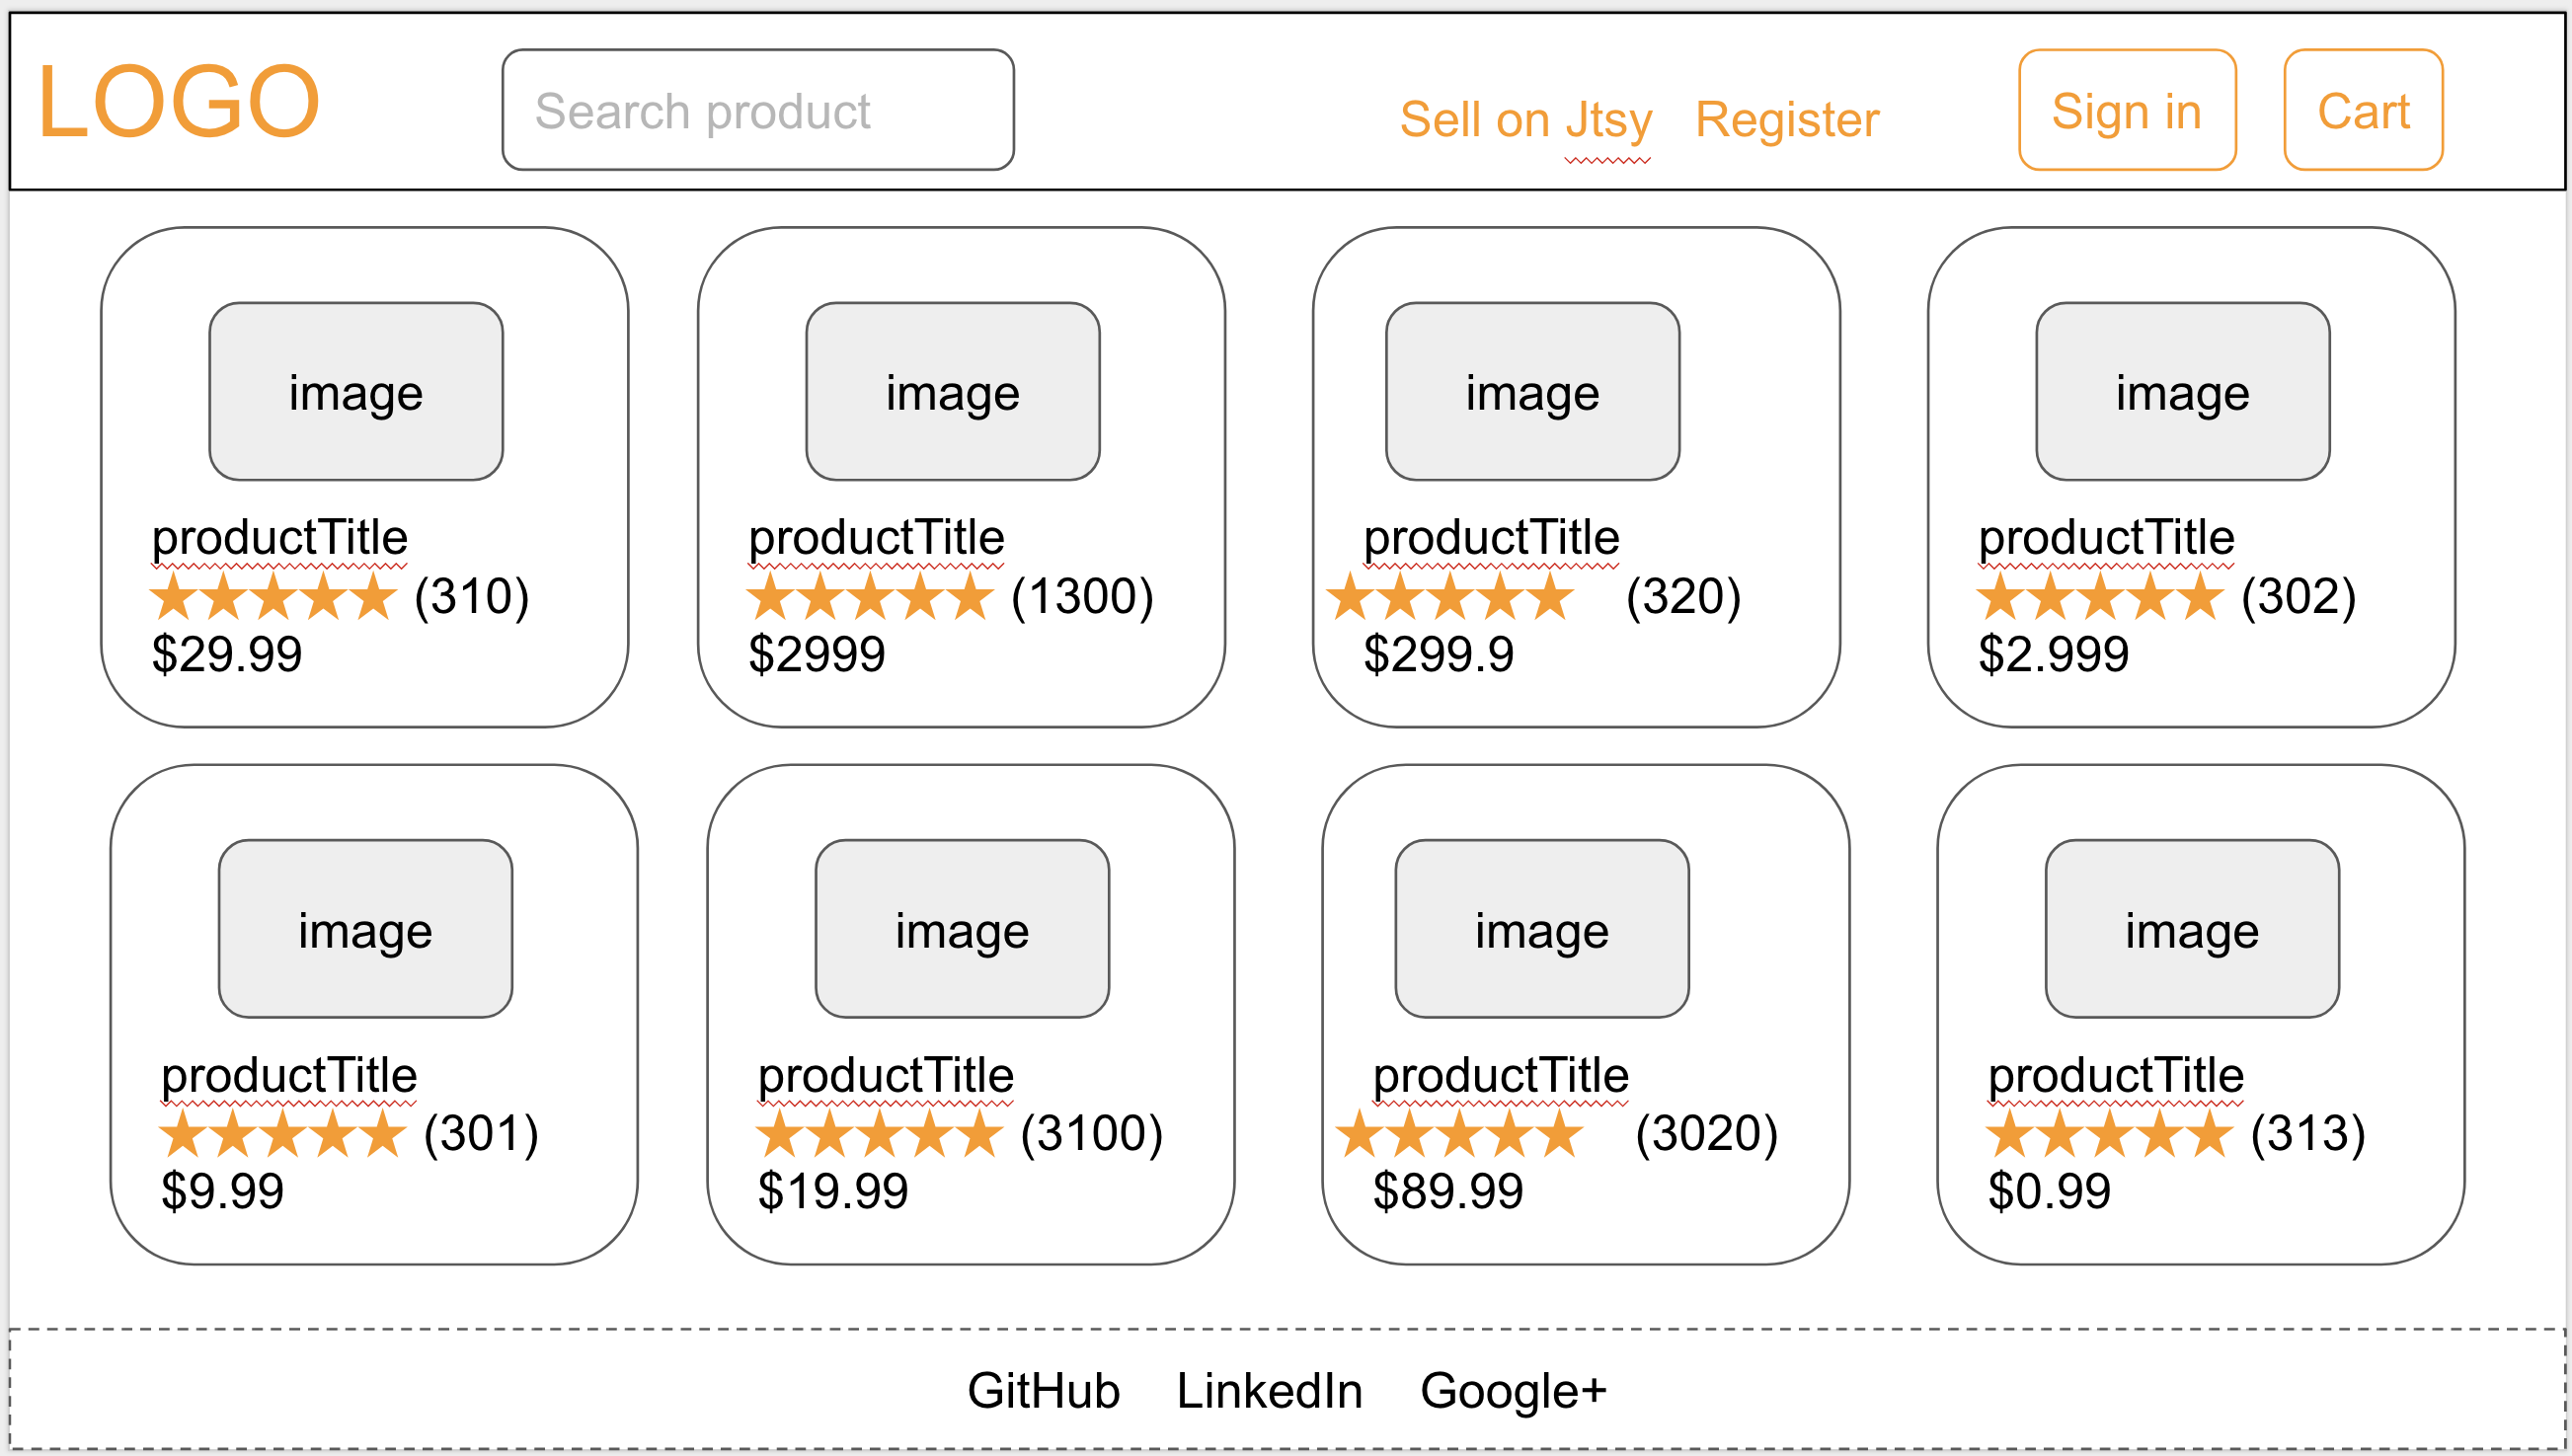 LOGO
Search product
Sell on Jtsy Register
Sign in
Cart
image
productTitle
★★★★★ (310)
$29.99
image
productTitle
★★★★★ (1300)
$2999
image
productTitle
★★★★★ (320)
$299.9
image
productTitle
★★★★★ (302)
$2.999
image
productTitle
★★★★★ (301)
$9.99
image
productTitle
★★★★★ (3100)
$19.99
image
productTitle
★★★★★ (3020)
$89.99
image
productTitle
★★★★★ (313)
$0.99
GitHub LinkedIn Google+